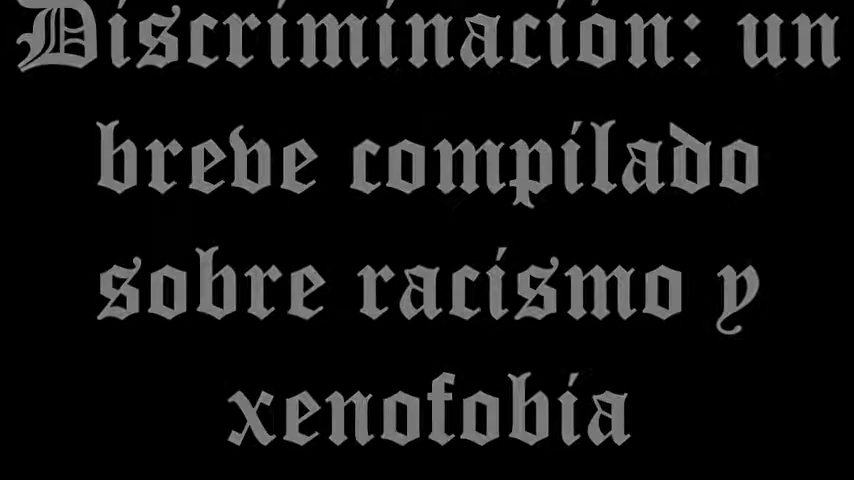 Discriminación: un
breve compilado
sobre racismo y
xenofobia